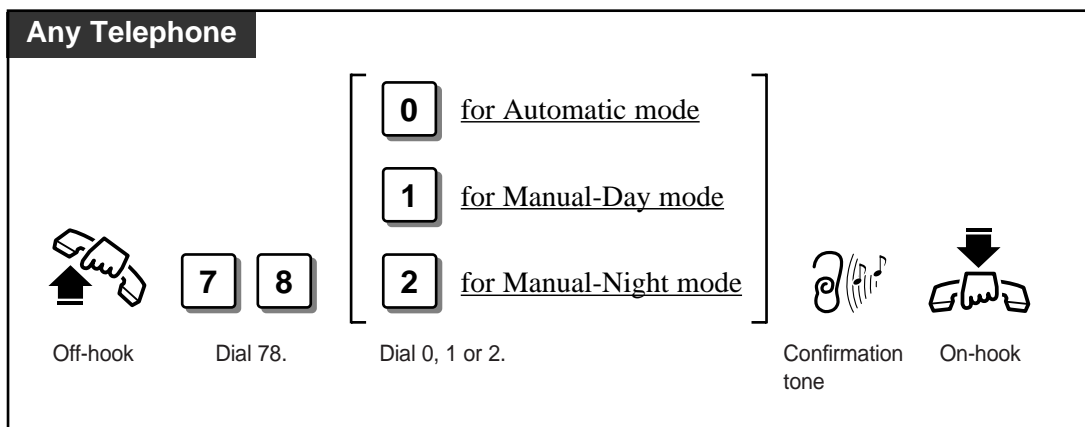 Any Telephone
0 for Automatic mode
1 for Manual-Day mode
7 8 2 for Manual-Night mode
Off-hook Dial 78. Dial 0, 1 or 2. Confirmation tone On-hook